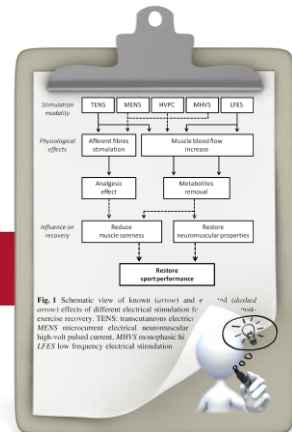 Stimulation modality
TENS MENS HVPC MHVS LFES
Physiological effects
Afferent fibres stimulation
Muscle blood flow increase
Analgesic effect
Metabolites removal
Influence on recovery
Reduce muscle soreness
Restore neuromuscular properties
Restore sport performance
Fig. 1 Schematic view of known (arrow) and (dashed
arrow) effects of different electrical stimulation
exercise recovery. TENS: transcutaneous
MENS microcurrent electrical neuromuscular
high-volt pulsed current, MHVS monophasic
LFES low frequency electrical stimulation